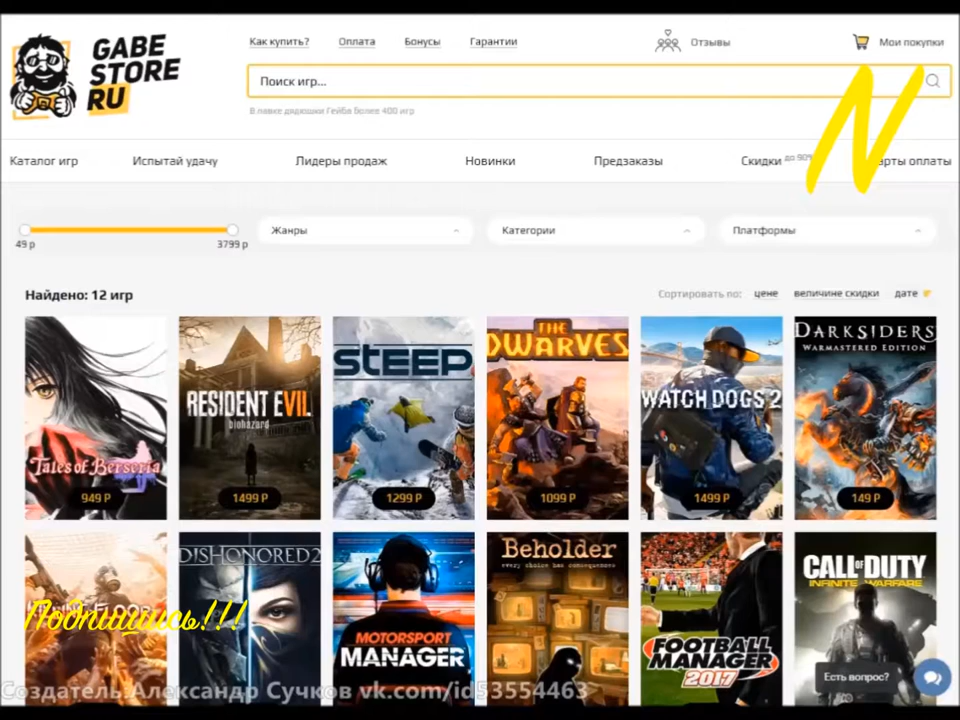 GABE
STORE
RU
Как купить?
Оплата
Бонусы
Гарантии
Отзывы
Мои покупки
Поиск игр...
В лавке дядюшки Гейба более 400 игр
N
Каталог игр
Испытай удачу
Лидеры продаж
Новинки
Предзаказы
Скидки
оплаты
49 р
3799 р
Жанры
Категории
Платформы
Найдено: 12 игр
Сортировать по: цене величине скидки дате
Tales of Berseria
949 Р
RESIDENT EVIL
biohazard
1499 Р
STEEP
1299 Р
THE
DWARVES
1099 Р
WATCH DOGS 2
1499 Р
DARKSIDERS
WARMASTERED EDITION
149 Р
Подпишись!!!
DISHONORED 2
MOTORSPORT
MANAGER
Beholder
every choice has consequences
FOOTBALL
MANAGER
2017
CALL OF DUTY
INFINITE WARFARE
Есть вопрос?
Создатель:Александр Сучков vk.com/id53554463